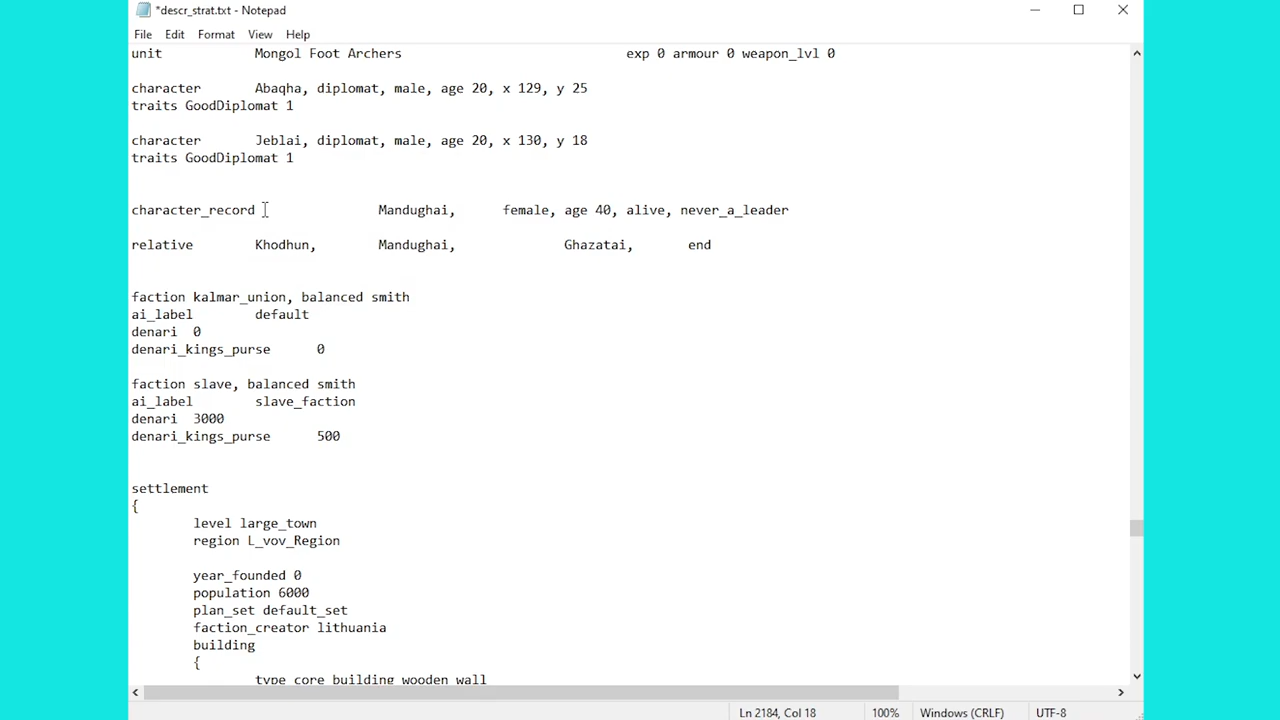 *descr_strat.txt - Notepad
File Edit Format View Help
unit Mongol Foot Archers exp 0 armour 0 weapon_lvl 0
character Abaqha, diplomat, male, age 20, x 129, y 25
traits GoodDiplomat 1
character Jeblai, diplomat, male, age 20, x 130, y 18
traits GoodDiplomat 1
character_record Mandughai, female, age 40, alive, never_a_leader
relative Khodhun, Mandughai, Ghazatai, end
faction kalmar_union, balanced smith
ai_label default
denari 0
denari_kings_purse 0
faction slave, balanced smith
ai_label slave_faction
denari 3000
denari_kings_purse 500
settlement
{
level large_town
region L_vov_Region
year_founded 0
population 6000
plan_set default_set
faction_creator lithuania
building
{
type core_building wooden_wall
Ln 2184, Col 18 100% Windows (CRLF) UTF-8